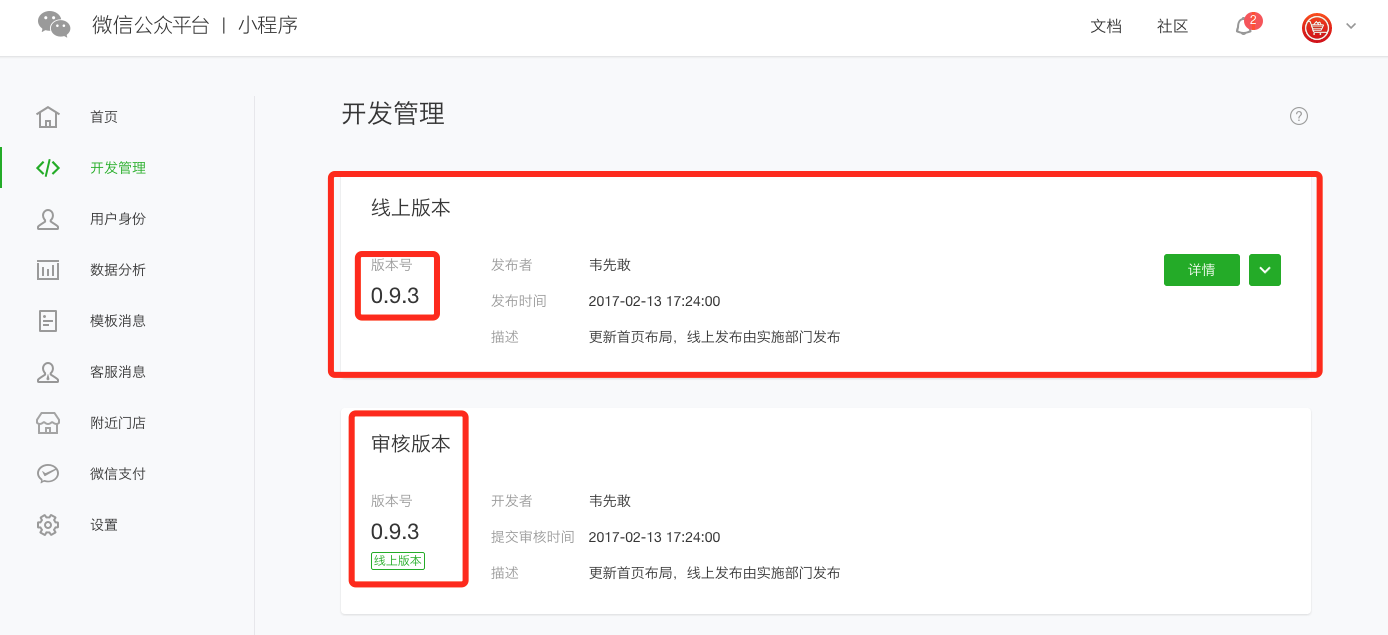 微信公众平台 | 小程序
文档
社区
2
首页
开发管理
用户身份
数据分析
模板消息
客服消息
附近门店
微信支付
设置
开发管理
?
线上版本
版本号
0.9.3
发布者 韦先敢
发布时间 2017-02-13 17:24:00
描述 更新首页布局，线上发布由实施部门发布
详情
审核版本
版本号
0.9.3
线上版本
开发者 韦先敢
提交审核时间 2017-02-13 17:24:00
描述 更新首页布局，线上发布由实施部门发布